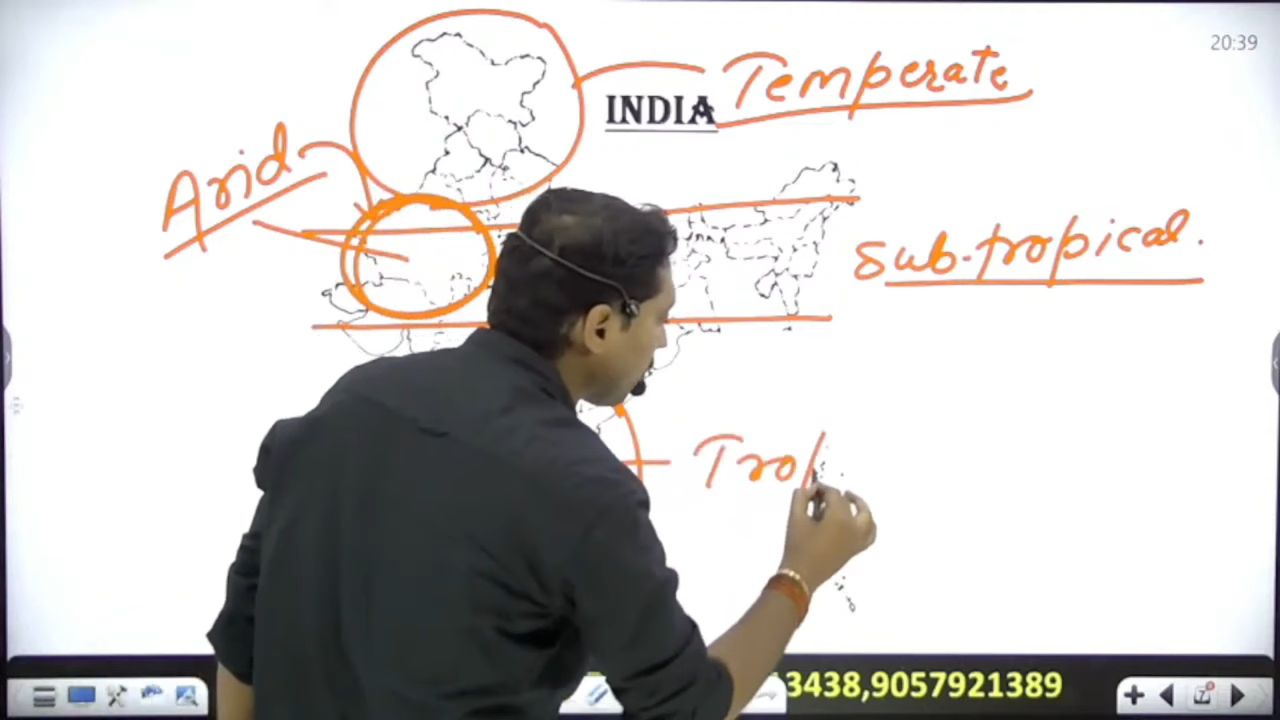 20:39
Temperate
INDIA
Arid
Sub-tropical.
Trop
3438,9057921389